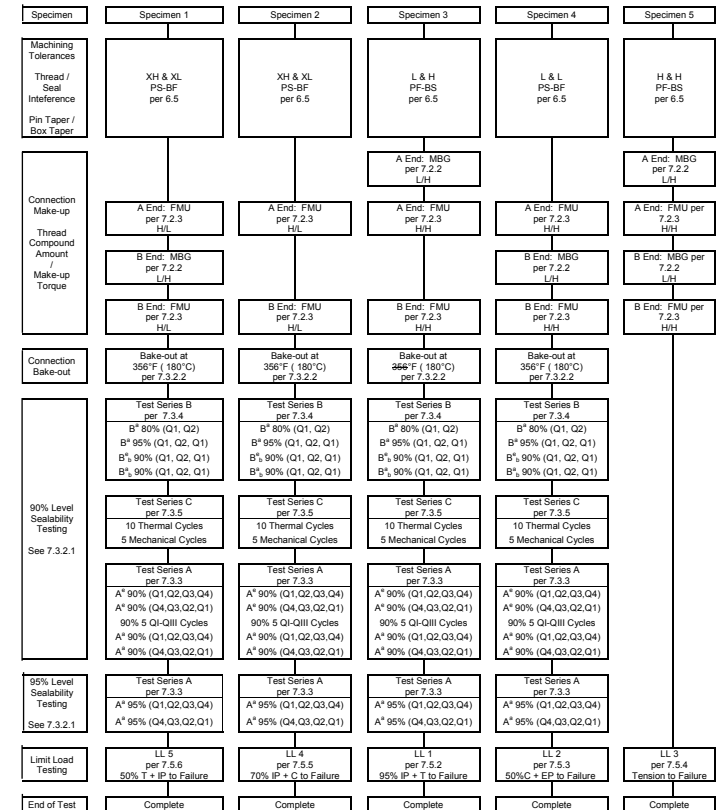 Specimen
Specimen 1
Specimen 2
Specimen 3
Specimen 4
Specimen 5
Machining
Tolerances
Thread /
Seal
Inteference
Pin Taper /
Box Taper
XH & XL
PS-BF
per 6.5
XH & XL
PS-BF
per 6.5
L & H
PF-BS
per 6.5
L & L
PS-BF
per 6.5
H & H
PF-BS
per 6.5
Connection
Make-up
Thread
Compound
Amount
/
Make-up
Torque
A End: MBG
per 7.2.2
L/H
A End: MBG
per 7.2.2
L/H
A End: FMU
per 7.2.3
H/L
A End: FMU
per 7.2.3
H/L
A End: FMU
per 7.2.3
H/H
A End: FMU
per 7.2.3
H/H
A End: FMU per
7.2.3
H/H
B End: MBG
per 7.2.2
L/H
B End: MBG
per 7.2.2
L/H
B End: MBG per
7.2.2
L/H
B End: FMU
per 7.2.3
H/L
B End: FMU
per 7.2.3
H/L
B End: FMU
per 7.2.3
H/H
B End: FMU
per 7.2.3
H/H
B End: FMU per
7.2.3
H/H
Connection
Bake-out
Bake-out at
356°F ( 180°C)
per 7.3.2.2
Bake-out at
356°F ( 180°C)
per 7.3.2.2
Bake-out at
356°F ( 180°C)
per 7.3.2.2
Bake-out at
356°F ( 180°C)
per 7.3.2.2
90% Level
Sealability
Testing
See 7.3.2.1
Test Series B
per 7.3.4
Bª 80% (Q1, Q2)
Bª 95% (Q1, Q2, Q1)
Bªb 90% (Q1, Q2, Q1)
Bªb 90% (Q1, Q2, Q1)
Test Series B
per 7.3.4
Bª 80% (Q1, Q2)
Bª 95% (Q1, Q2, Q1)
Bªb 90% (Q1, Q2, Q1)
Bªb 90% (Q1, Q2, Q1)
Test Series B
per 7.3.4
Bª 80% (Q1, Q2)
Bª 95% (Q1, Q2, Q1)
Bªb 90% (Q1, Q2, Q1)
Bªb 90% (Q1, Q2, Q1)
Test Series B
per 7.3.4
Bª 80% (Q1, Q2)
Bª 95% (Q1, Q2, Q1)
Bªb 90% (Q1, Q2, Q1)
Bªb 90% (Q1, Q2, Q1)
Test Series C
per 7.3.5
10 Thermal Cycles
5 Mechanical Cycles
Test Series C
per 7.3.5
10 Thermal Cycles
5 Mechanical Cycles
Test Series C
per 7.3.5
10 Thermal Cycles
5 Mechanical Cycles
Test Series C
per 7.3.5
10 Thermal Cycles
5 Mechanical Cycles
Test Series A
per 7.3.3
Aª 90% (Q1,Q2,Q3,Q4)
Aª 90% (Q4,Q3,Q2,Q1)
90% 5 QI-QIII Cycles
Aª 90% (Q1,Q2,Q3,Q4)
Aª 90% (Q4,Q3,Q2,Q1)
Test Series A
per 7.3.3
Aª 90% (Q1,Q2,Q3,Q4)
Aª 90% (Q4,Q3,Q2,Q1)
90% 5 QI-QIII Cycles
Aª 90% (Q1,Q2,Q3,Q4)
Aª 90% (Q4,Q3,Q2,Q1)
Test Series A
per 7.3.3
Aª 90% (Q1,Q2,Q3,Q4)
Aª 90% (Q4,Q3,Q2,Q1)
90% 5 QI-QIII Cycles
Aª 90% (Q1,Q2,Q3,Q4)
Aª 90% (Q4,Q3,Q2,Q1)
Test Series A
per 7.3.3
Aª 90% (Q1,Q2,Q3,Q4)
Aª 90% (Q4,Q3,Q2,Q1)
90% 5 QI-QIII Cycles
Aª 90% (Q1,Q2,Q3,Q4)
Aª 90% (Q4,Q3,Q2,Q1)
95% Level
Sealability
Testing
See 7.3.2.1
Test Series A
per 7.3.3
Aª 95% (Q1,Q2,Q3,Q4)
Aª 95% (Q4,Q3,Q2,Q1)
Test Series A
per 7.3.3
Aª 95% (Q1,Q2,Q3,Q4)
Aª 95% (Q4,Q3,Q2,Q1)
Test Series A
per 7.3.3
Aª 95% (Q1,Q2,Q3,Q4)
Aª 95% (Q4,Q3,Q2,Q1)
Test Series A
per 7.3.3
Aª 95% (Q1,Q2,Q3,Q4)
Aª 95% (Q4,Q3,Q2,Q1)
Limit Load
Testing
LL 5
per 7.5.6
50% T + IP to Failure
LL 4
per 7.5.5
70% IP + C to Failure
LL 1
per 7.5.2
95% IP + T to Failure
LL 2
per 7.5.3
50%C + EP to Failure
LL 3
per 7.5.4
Tension to Failure
End of Test
Complete
Complete
Complete
Complete
Complete